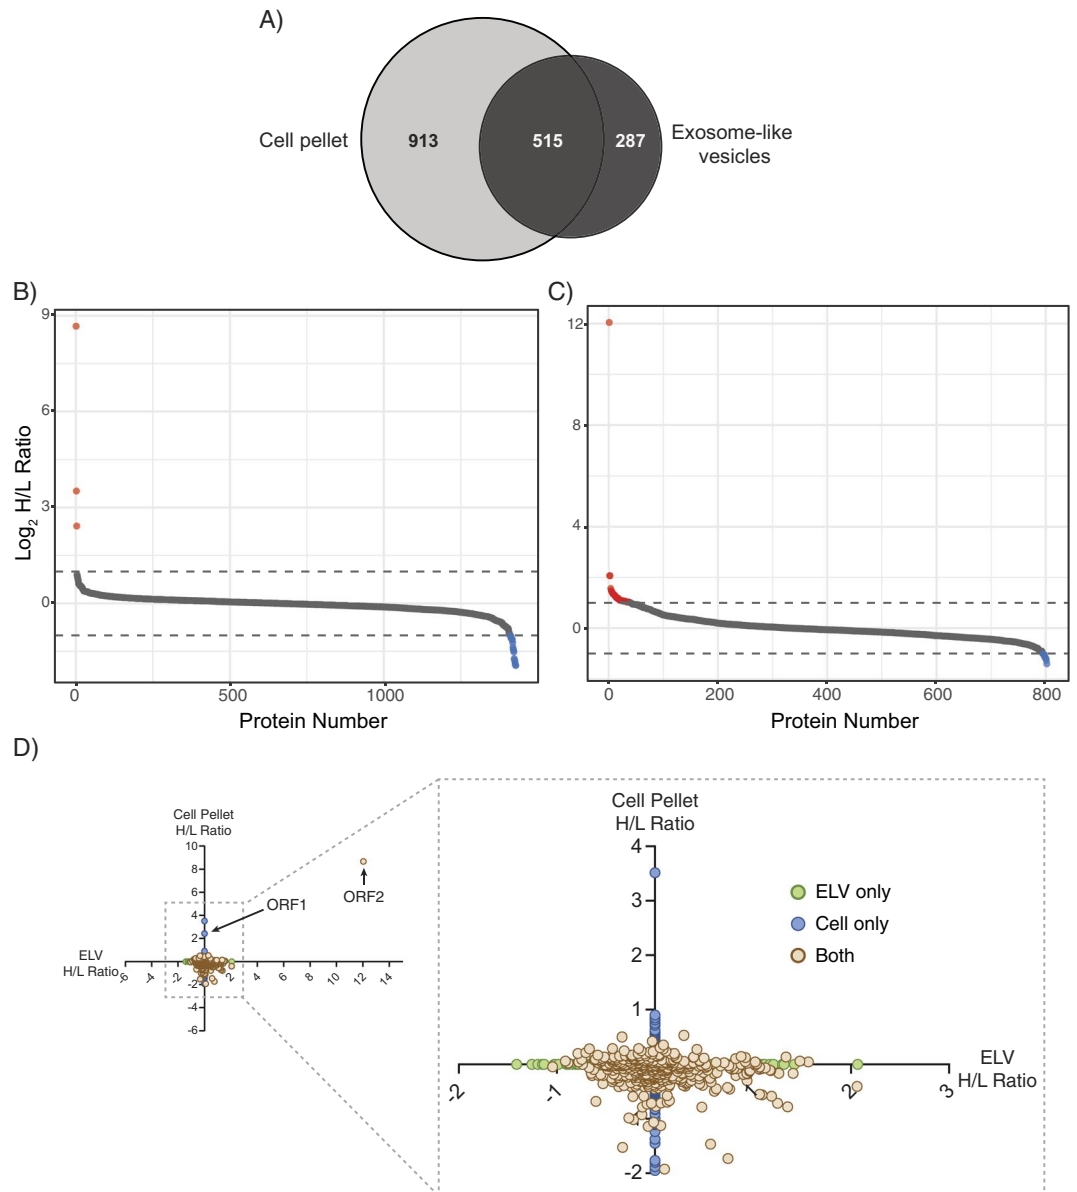 A)
Cell pellet
913
515
287
Exosome-like
vesicles
B)
9
6
3
0
Log2 H/L Ratio
0
500
1000
Protein Number
C)
12
8
4
0
0
200
400
600
800
Protein Number
D)
Cell Pellet
H/L Ratio
10
8
6
4
2
-2
-4
-6
ELV
H/L Ratio
-6
-4
-2
2
4
6
8
10
12
14
ORF1
ORF2
Cell Pellet
H/L Ratio
4
3
2
1
-2
ELV only
Cell only
Both
ELV
H/L Ratio
-2
-1
2
3